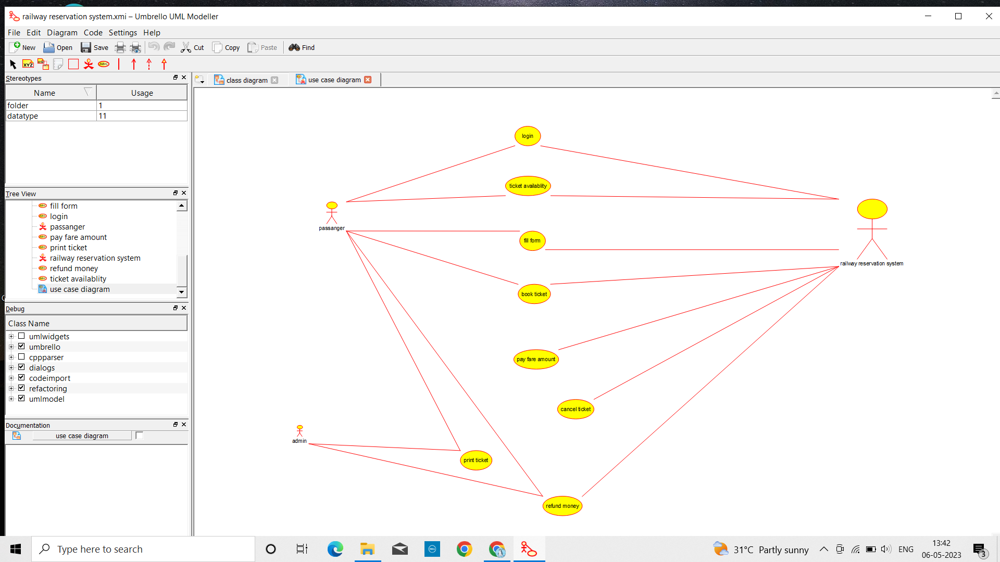 railway reservation system.xmi – Umbrello UML Modeller
File Edit Diagram Code Settings Help
New Open Save Cut Copy Paste Find
XYZ XYZ ABC
Stereotypes
Name Usage
folder 1
datatype 11
Tree View
fill form
login
passanger
pay fare amount
print ticket
railway reservation system
refund money
ticket availablity
use case diagram
Debug
Class Name
umlwidgets
umbrello
cppparser
dialogs
codeimport
refactoring
umlmodel
Documentation
use case diagram
class diagram use case diagram
login
ticket availablity
passanger
fill form
railway reservation system
book ticket
pay fare amount
cancel ticket
admin
print ticket
refund money
Type here to search
DELL
31°C Partly sunny
ENG
13:42
06-05-2023
3